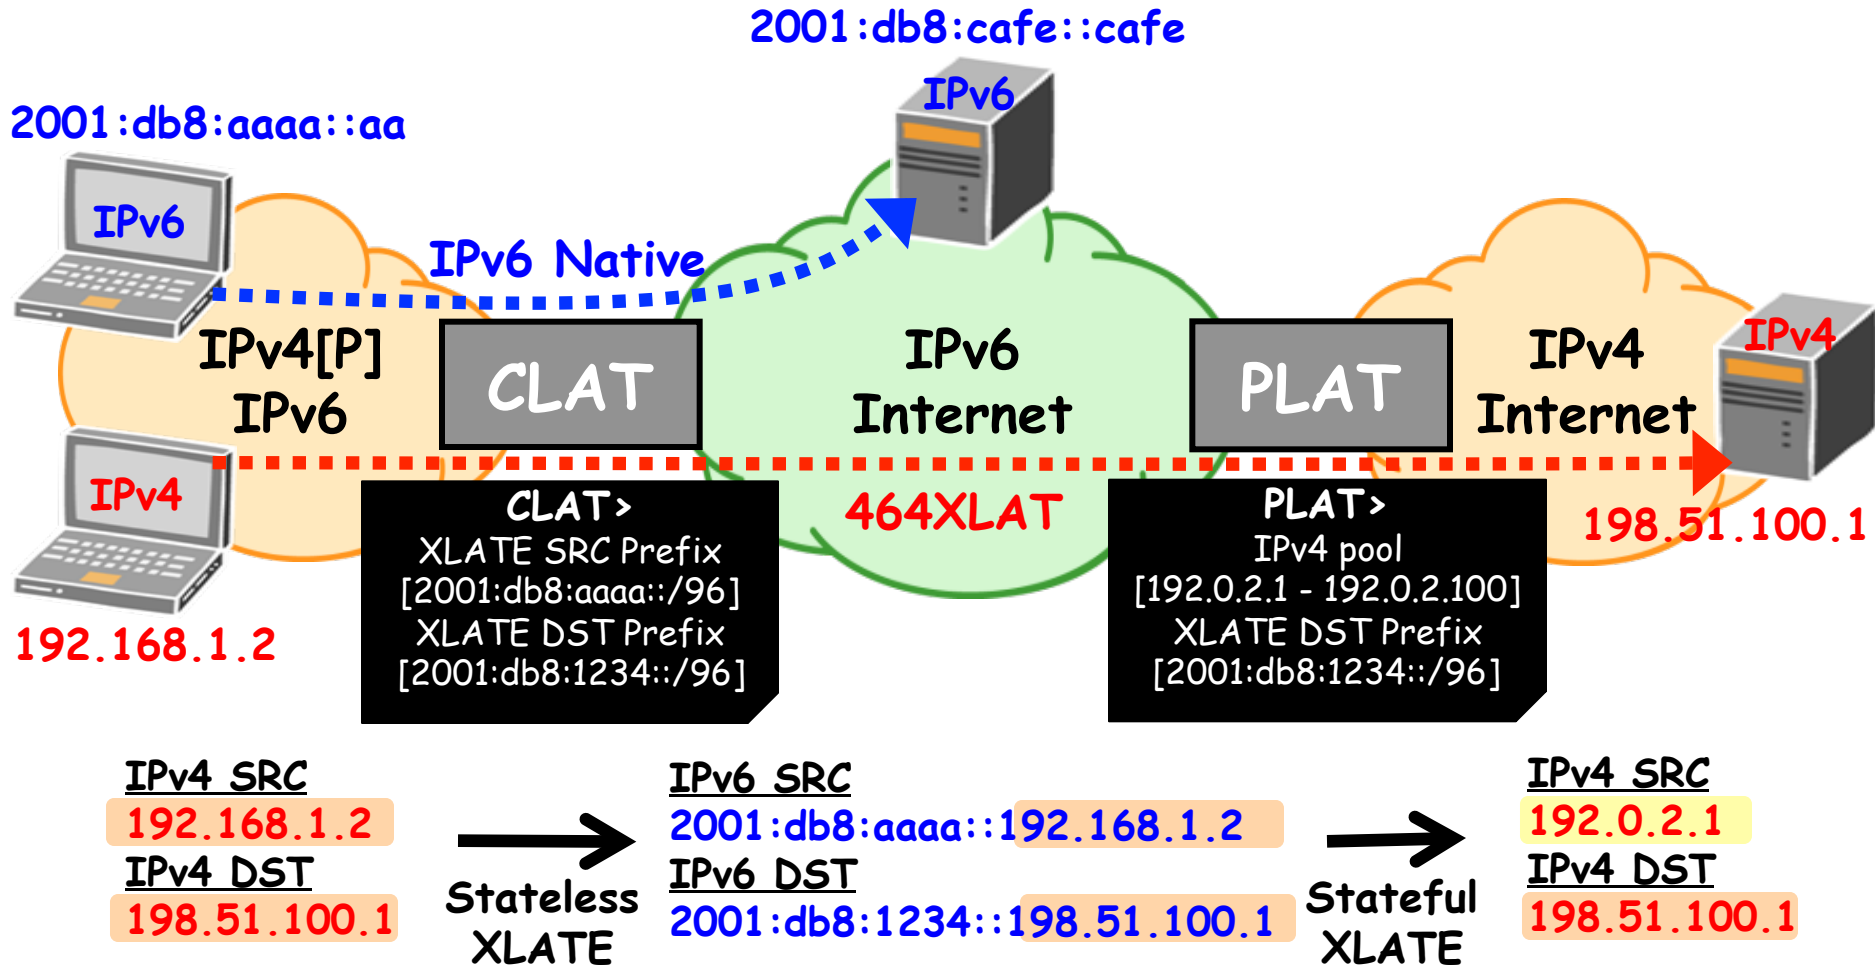 2001:db8:cafe::cafe
IPv6
2001:db8:aaaa::aa
IPv6
IPv6 Native
IPv4[P]
IPv6
CLAT
IPv6
Internet
PLAT
IPv4
Internet
IPv4
IPv4
192.168.1.2
464XLAT
198.51.100.1
CLAT>
XLATE SRC Prefix
[2001:db8:aaaa::/96]
XLATE DST Prefix
[2001:db8:1234::/96]
PLAT>
IPv4 pool
[192.0.2.1 - 192.0.2.100]
XLATE DST Prefix
[2001:db8:1234::/96]
IPv4 SRC
192.168.1.2
IPv4 DST
198.51.100.1
Stateless
XLATE
IPv6 SRC
2001:db8:aaaa::192.168.1.2
IPv6 DST
2001:db8:1234::198.51.100.1
Stateful
XLATE
IPv4 SRC
192.0.2.1
IPv4 DST
198.51.100.1